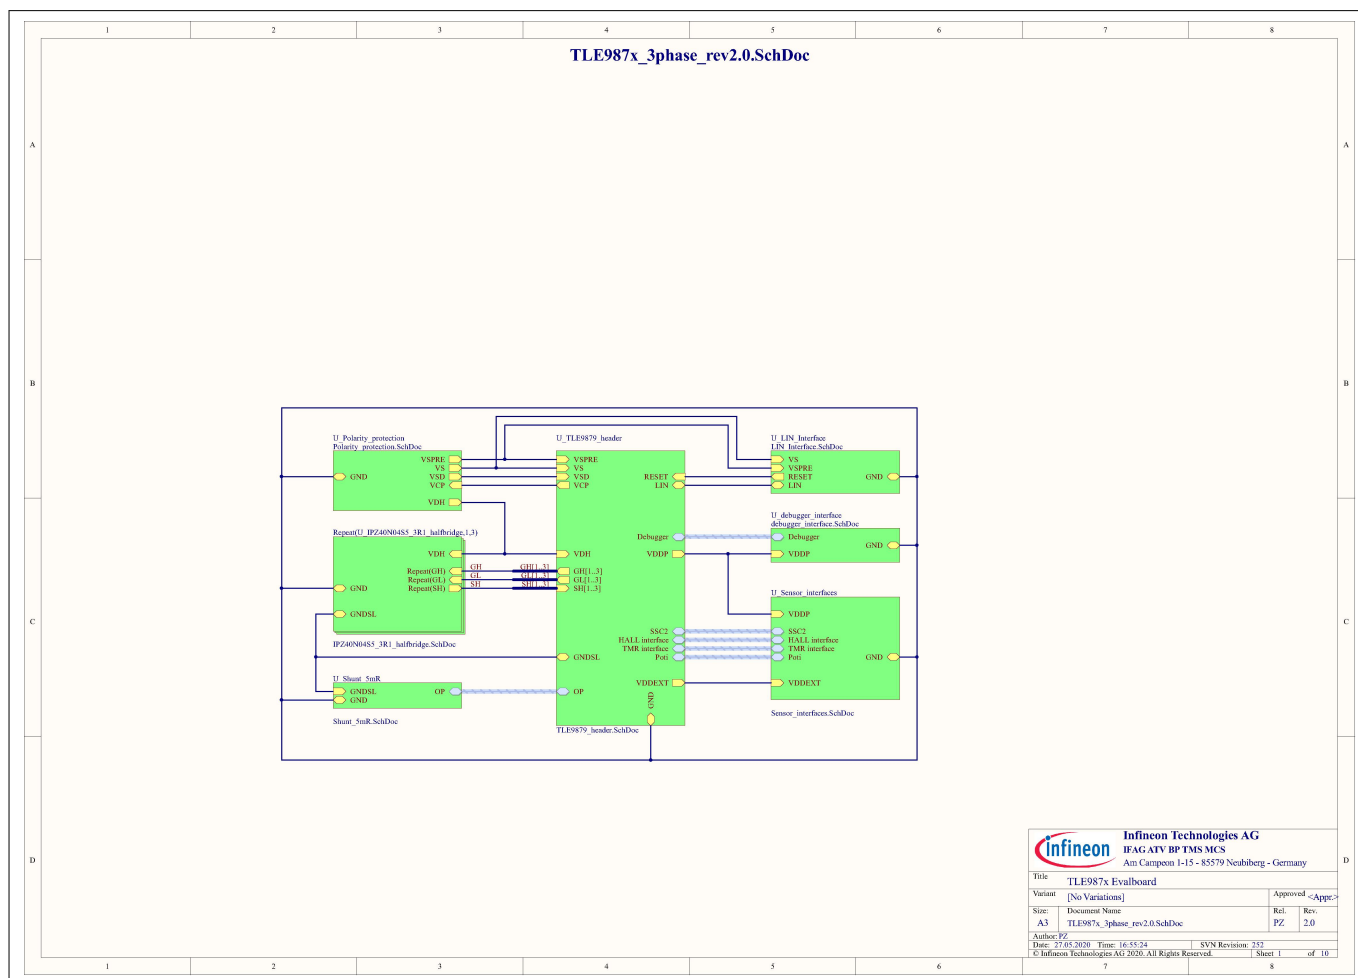 1 2 3 4 5 6 7 8
TLE987x_3phase_rev2.0.SchDoc
A A
B B
C C
D D
U_Polarity_protection
Polarity_protection.SchDoc
VSPRE
VS
GND VSD
VCP
VDH
Repeat(U_IPZ40N04S5_3R1_halfbridge,1,3)
VDH
Repeat(GH) GH GH[1..3]
Repeat(GL) GL GL[1..3]
GND Repeat(SH) SH SH[1..3]
GNDSL
IPZ40N04S5_3R1_halfbridge.SchDoc
U_Shunt_5mR
GNDSL OP
GND
Shunt_5mR.SchDoc
U_TLE9879_header
VSPRE
VS
VSD RESET
VCP LIN
Debugger
VDH VDDP
GH[1..3]
GL[1..3]
SH[1..3]
SSC2
HALL interface
TMR interface
GNDSL Poti
VDDEXT
OP GND
TLE9879_header.SchDoc
U_LIN_Interface
LIN_Interface.SchDoc
VS
VSPRE
RESET GND
LIN
U_debugger_interface
debugger_interface.SchDoc
Debugger
GND
VDDP
U_Sensor_interfaces
VDDP
SSC2
HALL interface
TMR interface
Poti GND
VDDEXT
Sensor_interfaces.SchDoc
infineon
Infineon Technologies AG
IFAG ATV BP TMS MCS
Am Campeon 1-15 - 85579 Neubiberg - Germany
Title
TLE987x Evalboard
Variant [No Variations] Approved <Appr.>
Size: Document Name Rel. Rev.
A3 TLE987x_3phase_rev2.0.SchDoc PZ 2.0
Author: PZ
Date: 27.05.2020 Time: 16:55:24 SVN Revision: 252
© Infineon Technologies AG 2020. All Rights Reserved. Sheet 1 of 10
1 2 3 4 5 6 7 8